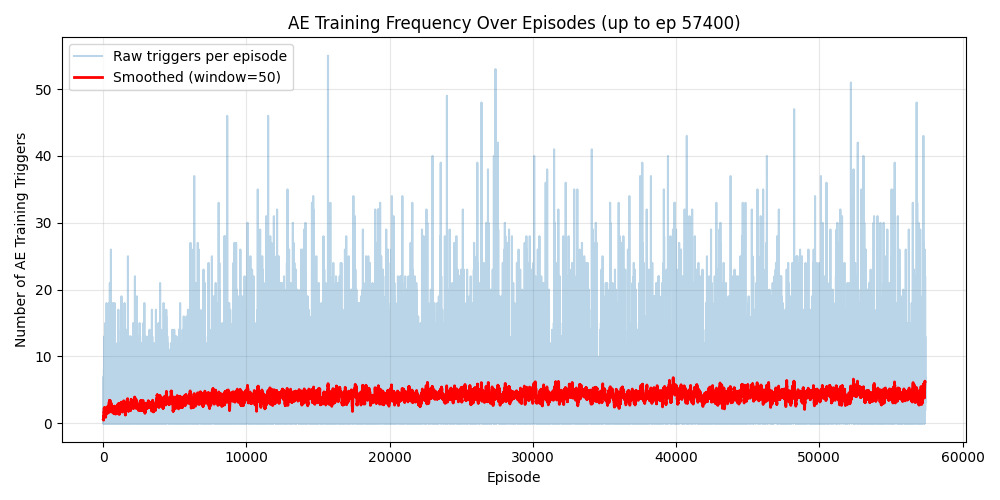 AE Training Frequency Over Episodes (up to ep 57400)
Raw triggers per episode
Smoothed (window=50)
Number of AE Training Triggers
50
40
30
20
10
0
0
10000
20000
30000
40000
50000
60000
Episode